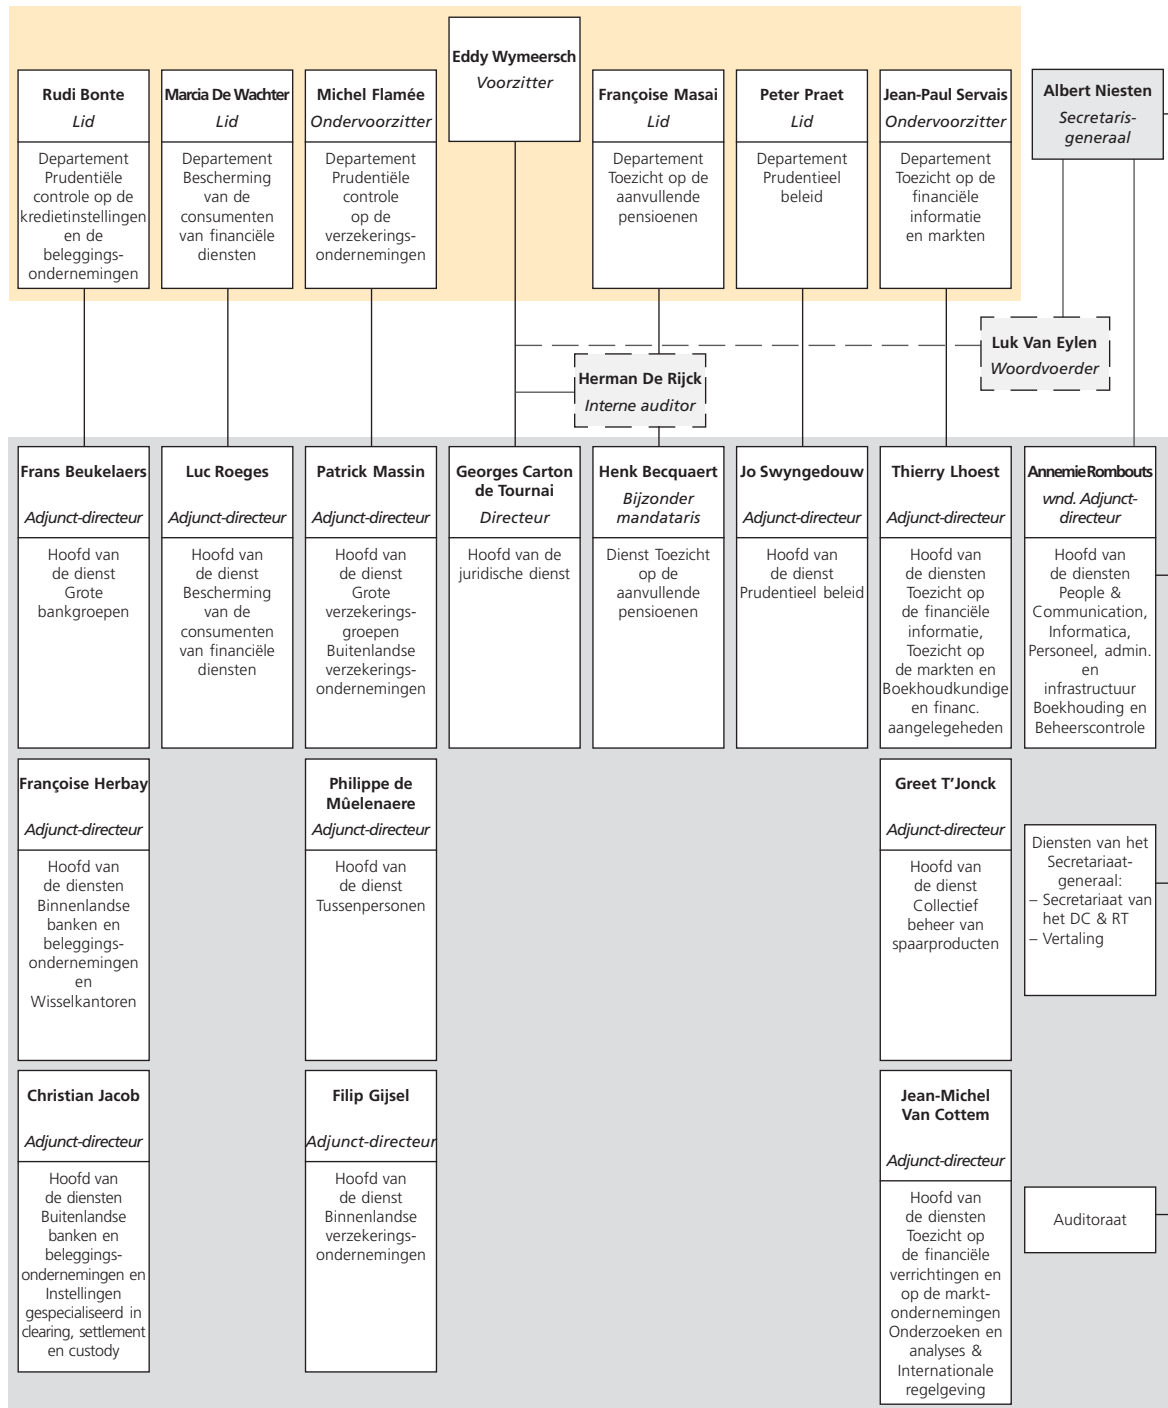 Eddy Wymeersch
Voorzitter
Rudi Bonte
Lid
Departement
Prudentiële
controle op de
kredietinstellingen
en de
beleggings-
ondernemingen
Marcia De Wachter
Lid
Departement
Bescherming
van de
consumenten
van financiële
diensten
Michel Flamée
Ondervoorzitter
Departement
Prudentiële
controle
op de
verzekerings-
ondernemingen
Françoise Masai
Lid
Departement
Toezicht op de
aanvullende
pensioenen
Peter Praet
Lid
Departement
Prudentieel
beleid
Jean-Paul Servais
Ondervoorzitter
Departement
Toezicht op de
financiële
informatie
en markten
Albert Niesten
Secretaris-
generaal
Luk Van Eylen
Woordvoerder
Herman De Rijck
Interne auditor
Frans Beukelaers
Adjunct-directeur
Hoofd van
de dienst
Grote
bankgroepen
Luc Roeges
Adjunct-directeur
Hoofd van
de dienst
Bescherming
van de
consumenten
van financiële
diensten
Patrick Massin
Adjunct-directeur
Hoofd van
de dienst
Grote
verzekerings-
groepen
Buitenlandse
verzekerings-
ondernemingen
Georges Carton
de Tournai
Directeur
Hoofd van de
juridische dienst
Henk Becquaert
Bijzonder
mandataris
Dienst Toezicht
op de
aanvullende
pensioenen
Jo Swyngedouw
Adjunct-directeur
Hoofd van
de dienst
Prudentieel beleid
Thierry Lhoest
Adjunct-directeur
Hoofd van
de diensten
Toezicht op
de financiële
informatie,
Toezicht op
de markten en
Boekhoudkundige
en financ.
aangelegeheden
Annemie Rombouts
wnd. Adjunct-
directeur
Hoofd van
de diensten
People &
Communication,
Informatica,
Personeel, admin.
en
infrastructuur
Boekhouding en
Beheerscontrole
Françoise Herbay
Adjunct-directeur
Hoofd van
de diensten
Binnenlandse
banken en
beleggings-
ondernemingen
en
Wisselkantoren
Philippe de
Mûelenaere
Adjunct-directeur
Hoofd van
de dienst
Tussenpersonen
Greet T'Jonck
Adjunct-directeur
Hoofd van
de dienst
Collectief
beheer van
spaarproducten
Diensten van het
Secretariaat-
generaal:
– Secretariaat van
het DC & RT
– Vertaling
Christian Jacob
Adjunct-directeur
Hoofd van
de diensten
Buitenlandse
banken en
beleggings-
ondernemingen en
Instellingen
gespecialiseerd in
clearing, settlement
en custody
Filip Gijsel
Adjunct-directeur
Hoofd van
de dienst
Binnenlandse
verzekerings-
ondernemingen
Jean-Michel
Van Cottem
Adjunct-directeur
Hoofd van
de diensten
Toezicht op
de financiële
verrichtingen en
op de markt-
ondernemingen
Onderzoeken en
analyses &
Internationale
regelgeving
Auditoraat